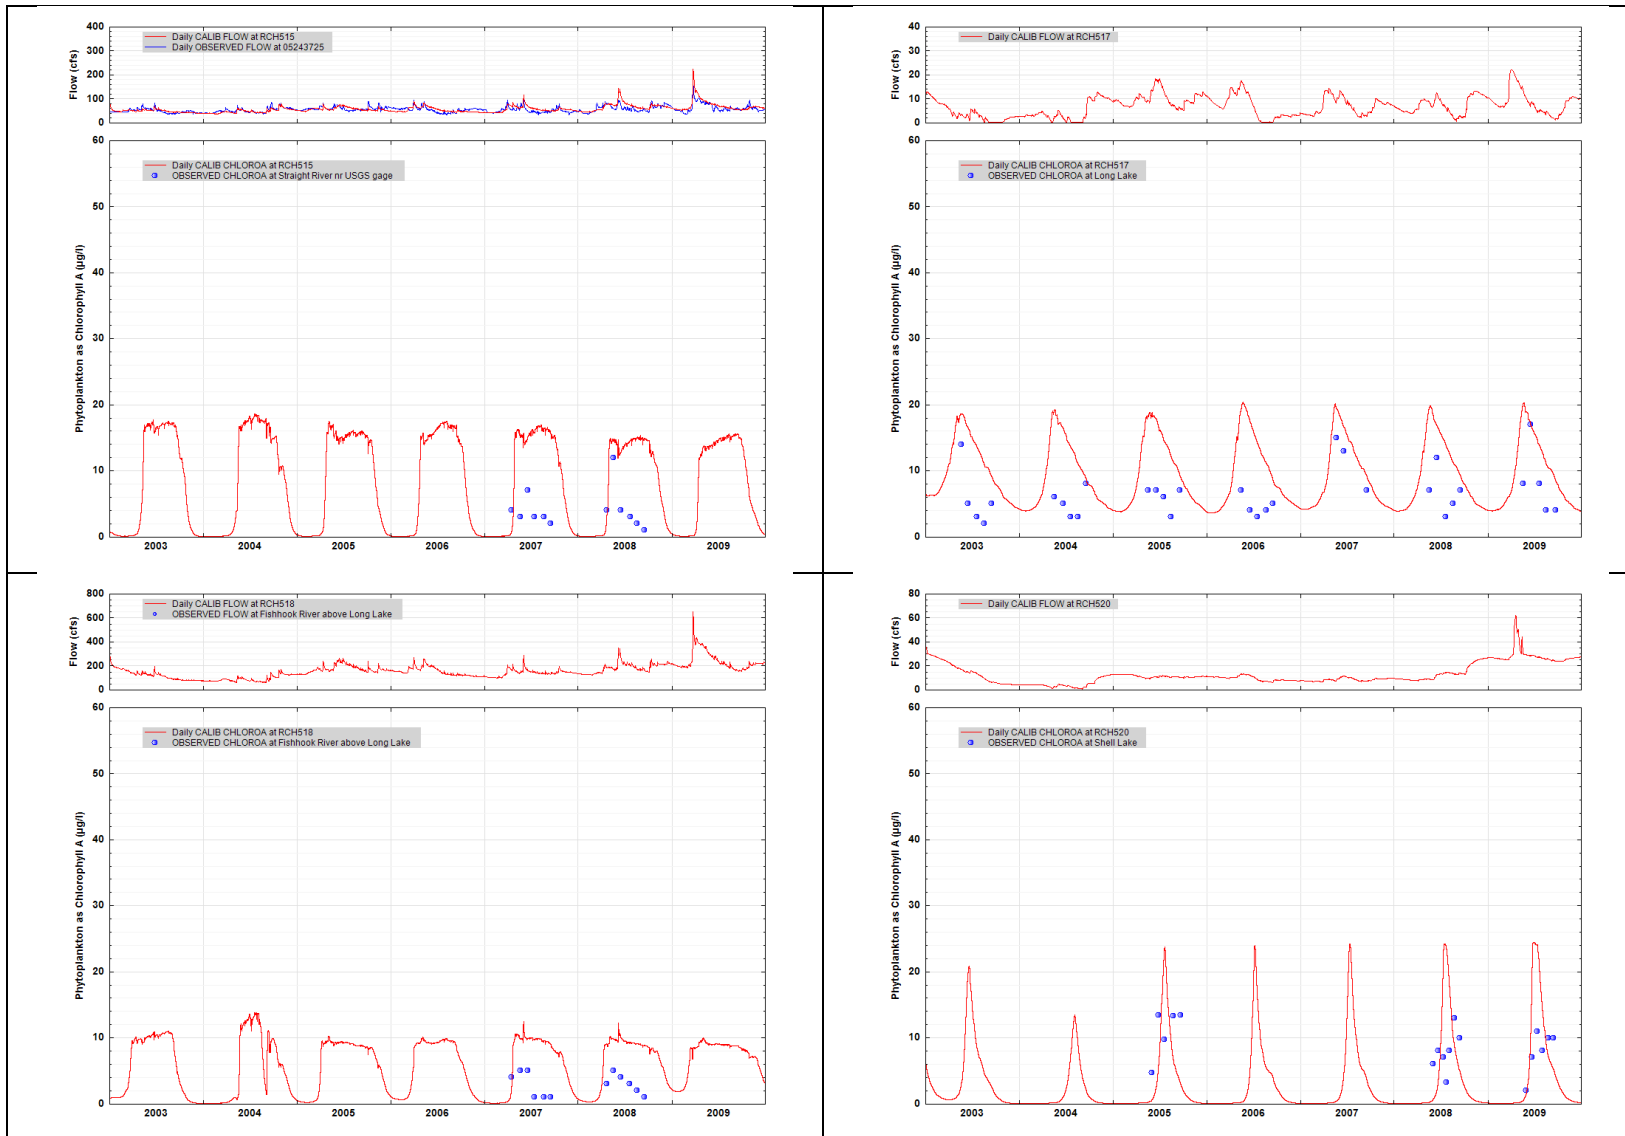 400
300
200
100
0
Flow (cfs)
Daily CALIB FLOW at RCH515
Daily OBSERVED FLOW at 05243725
60
50
40
30
20
10
0
Phytoplankton as Chlorophyll A (µg/l)
Daily CALIB CHLOROA at RCH515
OBSERVED CHLOROA at Straight River nr USGS gage
2003 2004 2005 2006 2007 2008 2009
40
30
20
10
0
Flow (cfs)
Daily CALIB FLOW at RCH517
60
50
40
30
20
10
0
Phytoplankton as Chlorophyll A (µg/l)
Daily CALIB CHLOROA at RCH517
OBSERVED CHLOROA at Long Lake
2003 2004 2005 2006 2007 2008 2009
800
600
400
200
0
Flow (cfs)
Daily CALIB FLOW at RCH518
OBSERVED FLOW at Fishhook River above Long Lake
60
50
40
30
20
10
0
Phytoplankton as Chlorophyll A (µg/l)
Daily CALIB CHLOROA at RCH518
OBSERVED CHLOROA at Fishhook River above Long Lake
2003 2004 2005 2006 2007 2008 2009
80
60
40
20
0
Flow (cfs)
Daily CALIB FLOW at RCH520
60
50
40
30
20
10
0
Phytoplankton as Chlorophyll A (µg/l)
Daily CALIB CHLOROA at RCH520
OBSERVED CHLOROA at Shell Lake
2003 2004 2005 2006 2007 2008 2009